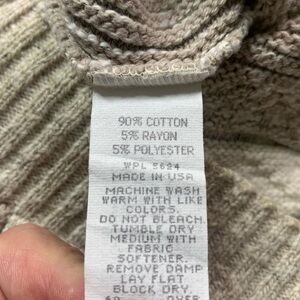 90% COTTON
5% RAYON
5% POLYESTER
WPL 5624
MADE IN USA
MACHINE WASH
WARM WITH LIKE
COLORS.
DO NOT BLEACH.
TUMBLE DRY
MEDIUM WITH
FABRIC
SOFTENER.
REMOVE DAMP
LAY FLAT
BLOCK DRY.
OVER